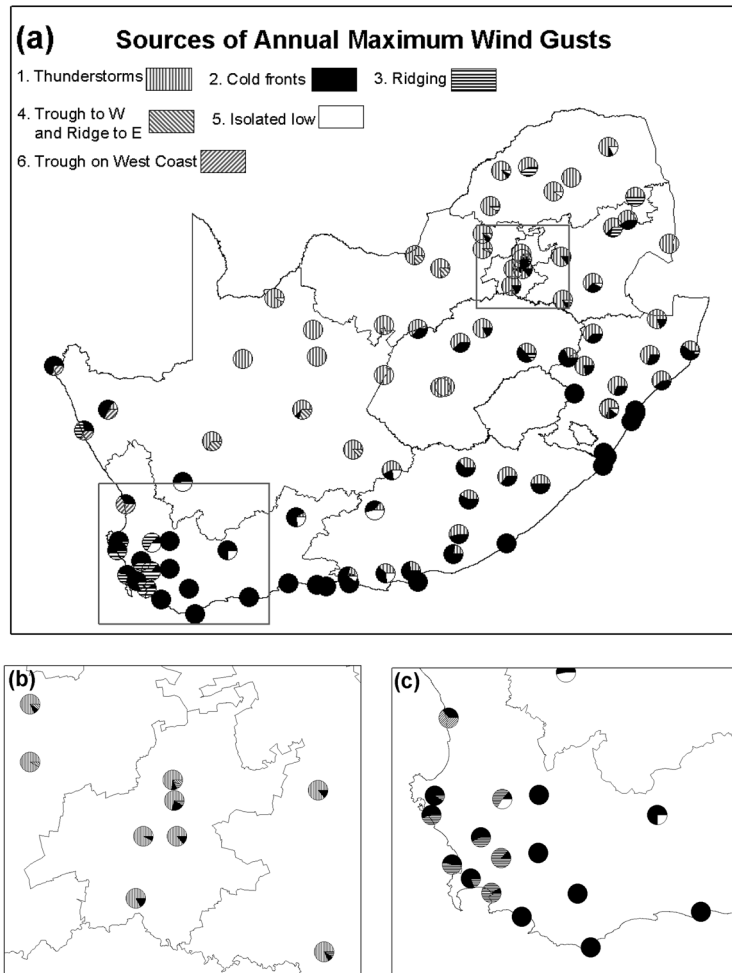 (a) Sources of Annual Maximum Wind Gusts
1. Thunderstorms 2. Cold fronts 3. Ridging
4. Trough to W 5. Isolated low
and Ridge to E
6. Trough on West Coast
(b)
(c)